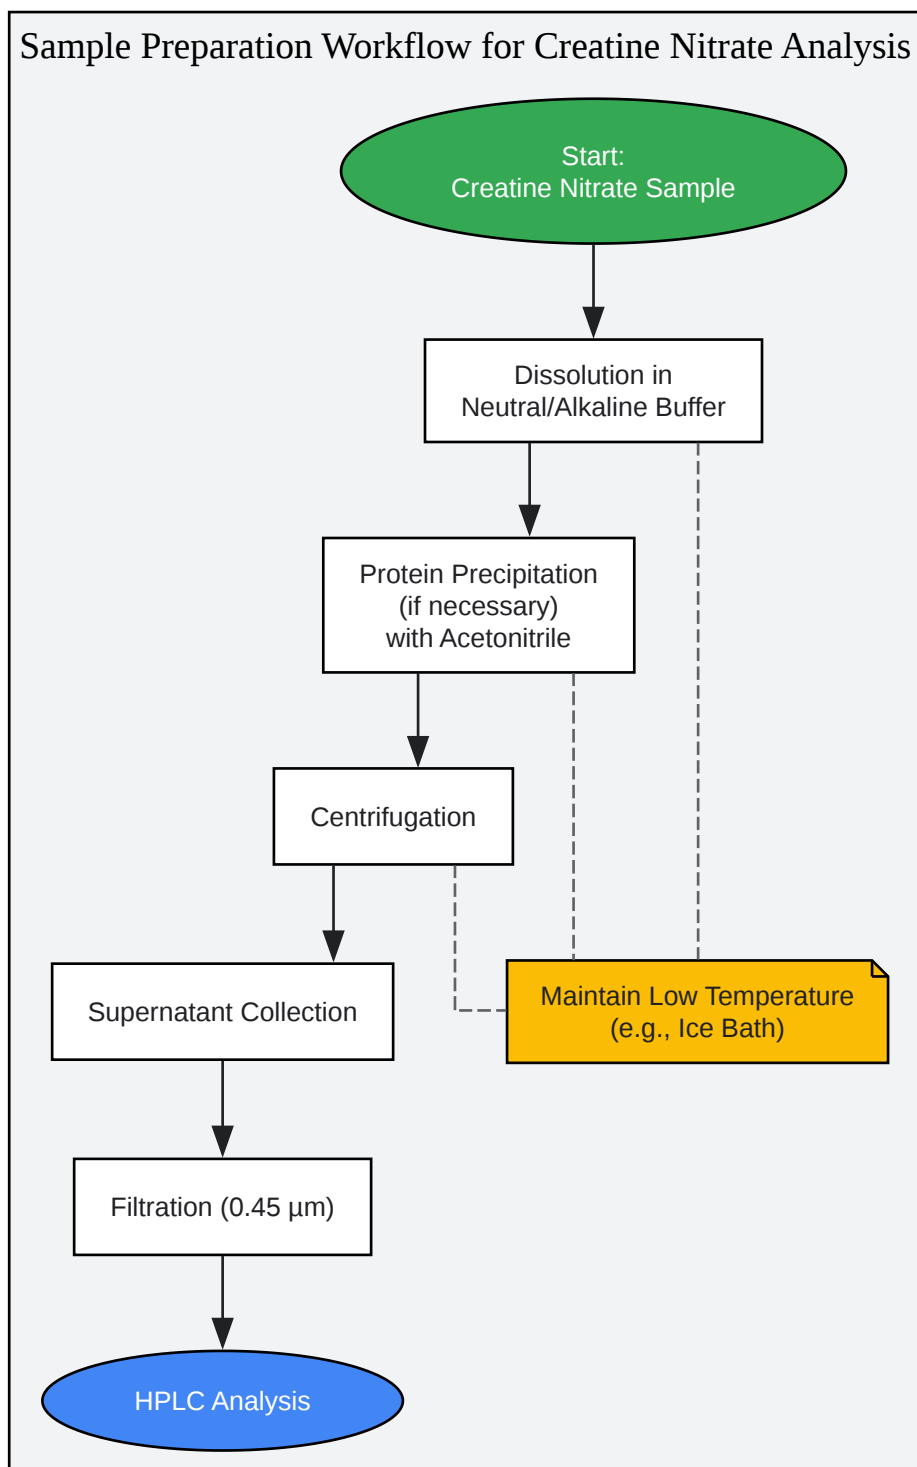 Sample Preparation Workflow for Creatine Nitrate Analysis
Start:
Creatine Nitrate Sample
Dissolution in
Neutral/Alkaline Buffer
Protein Precipitation
(if necessary)
with Acetonitrile
Centrifugation
Supernatant Collection
Maintain Low Temperature
(e.g., Ice Bath)
Filtration (0.45 µm)
HPLC Analysis